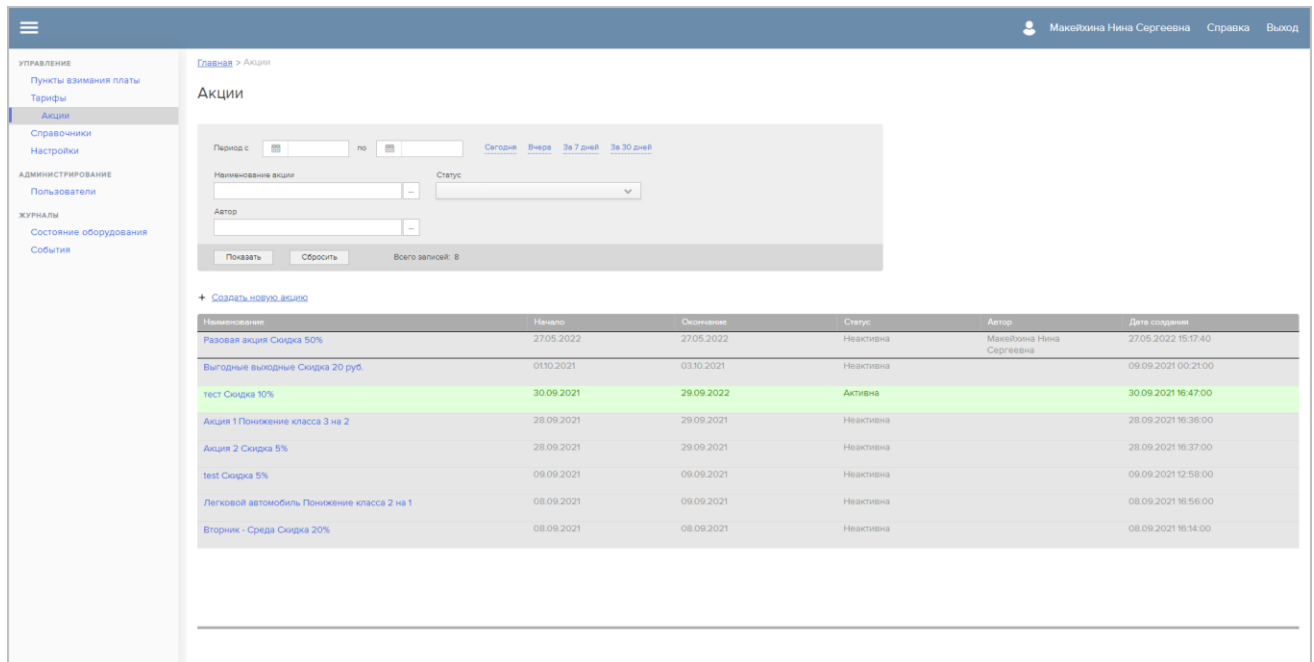 Макейхина Нина Сергеевна Справка Выход
УПРАВЛЕНИЕ
Пункты взимания платы
Тарифы
Акции
Справочники
Настройки
АДМИНИСТРИРОВАНИЕ
Пользователи
ЖУРНАЛЫ
Состояние оборудования
События
Главная > Акции
Акции
Период с по Сегодня Вчера За 7 дней За 30 дней
Наименование акции Статус
...
Автор
...
Показать Сбросить Всего записей: 8
+ Создать новую акцию
Наименование Начало Окончание Статус Автор Дата создания
Разовая акция Скидка 50% 27.05.2022 27.05.2022 Неактивна Макейхина Нина Сергеевна 27.05.2022 15:17:40
Выгодные выходные Скидка 20 руб. 01.10.2021 03.10.2021 Неактивна 09.09.2021 00:21:00
тест Скидка 10% 30.09.2021 29.09.2022 Активна 30.09.2021 16:47:00
Акция 1 Понижение класса 3 на 2 28.09.2021 29.09.2021 Неактивна 28.09.2021 16:36:00
Акция 2 Скидка 5% 28.09.2021 29.09.2021 Неактивна 28.09.2021 16:37:00
test Скидка 5% 09.09.2021 09.09.2021 Неактивна 09.09.2021 12:58:00
Легковой автомобиль Понижение класса 2 на 1 08.09.2021 09.09.2021 Неактивна 08.09.2021 16:56:00
Вторник - Среда Скидка 20% 08.09.2021 08.09.2021 Неактивна 08.09.2021 16:14:00